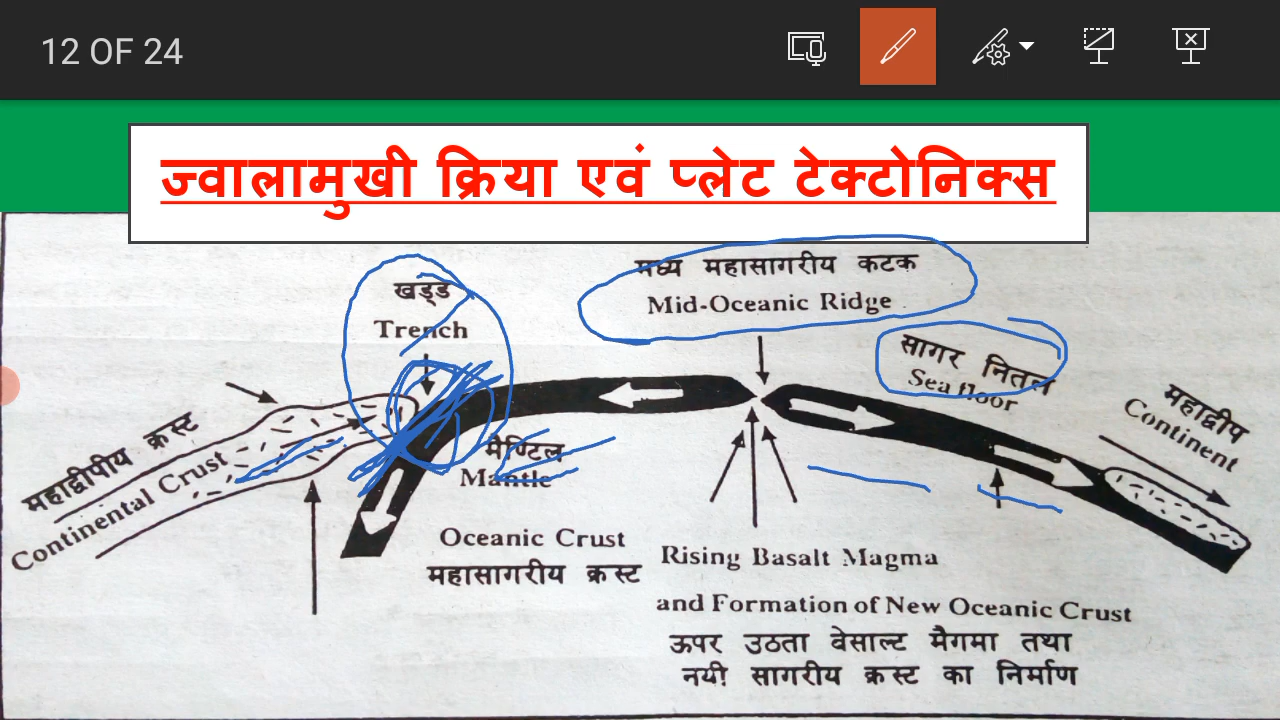 12 OF 24
ज्वालामुखी क्रिया एवं प्लेट टेक्टोनिक्स
खड्ड
Trench
मध्य महासागरीय कटक
Mid-Oceanic Ridge
सागर नितल
Sea floor
महाद्वीप
Continent
महाद्वीपीय क्रस्ट
Continental Crust
मैण्टिल
Mantle
Oceanic Crust
महासागरीय क्रस्ट
Rising Basalt Magma
and Formation of New Oceanic Crust
ऊपर उठता वेसाल्ट मैगमा तथा
नयी सागरीय क्रस्ट का निर्माण